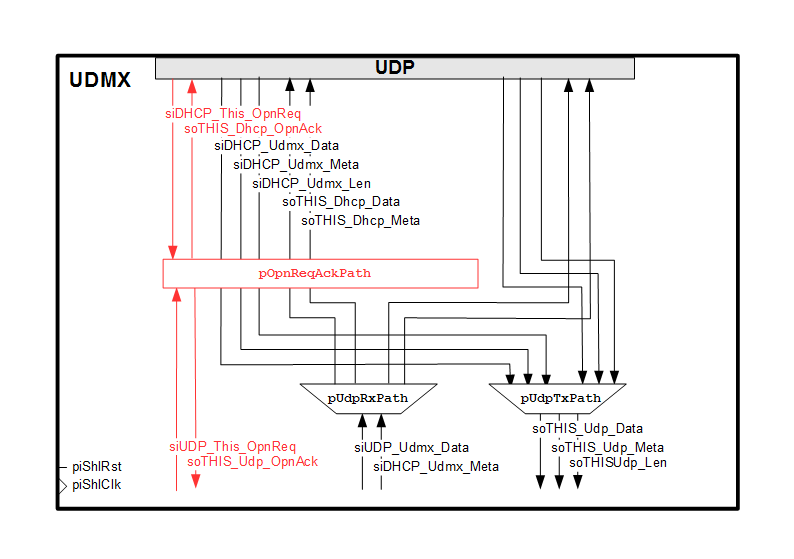 UDP
UDMX
siDHCP_This_OpnReq
soTHIS_Dhcp_OpnAck
siDHCP_Udmx_Data
siDHCP_Udmx_Meta
siDHCP_Udmx_Len
soTHIS_Dhcp_Data
soTHIS_Dhcp_Meta
pOpnReqAckPath
pUdpRxPath
pUdpTxPath
siUDP_This_OpnReq
soTHIS_Udp_OpnAck
siUDP_Udmx_Data
siDHCP_Udmx_Meta
soTHIS_Udp_Data
soTHIS_Udp_Meta
soTHISUdp_Len
piShlRst
piShlClk